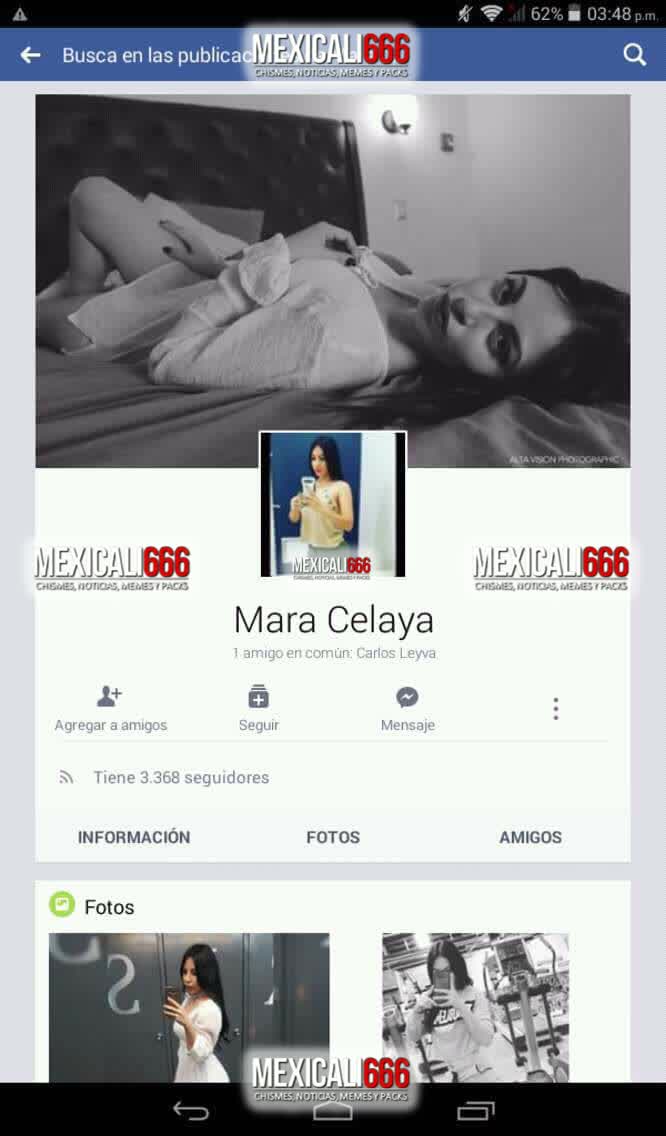 62% 03:48 p.m.
Busca en las publicac
MEXICALI666
CHISMES, NOTICIAS, MEMES Y PACKS
ALTA VISION PHOTOGRAPHIC
MEXICALI666
CHISMES, NOTICIAS, MEMES Y PACKS
MEXICALI666
CHISMES, NOTICIAS, MEMES Y PACKS
MEXICALI666
CHISMES, NOTICIAS, MEMES Y PACKS
Mara Celaya
1 amigo en común: Carlos Leyva
Agregar a amigos
Seguir
Mensaje
Tiene 3.368 seguidores
INFORMACIÓN
FOTOS
AMIGOS
Fotos
S
MEXICALI666
CHISMES, NOTICIAS, MEMES Y PACKS